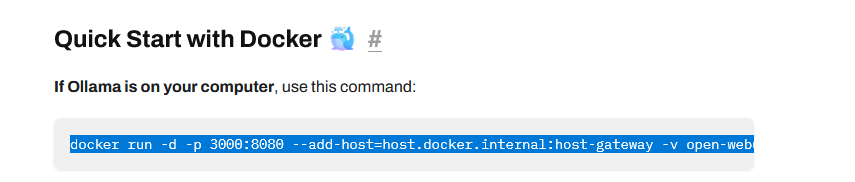 Quick Start with Docker 🐳 #
If Ollama is on your computer, use this command:
docker run -d -p 3000:8080 --add-host=host.docker.internal:host-gateway -v open-web